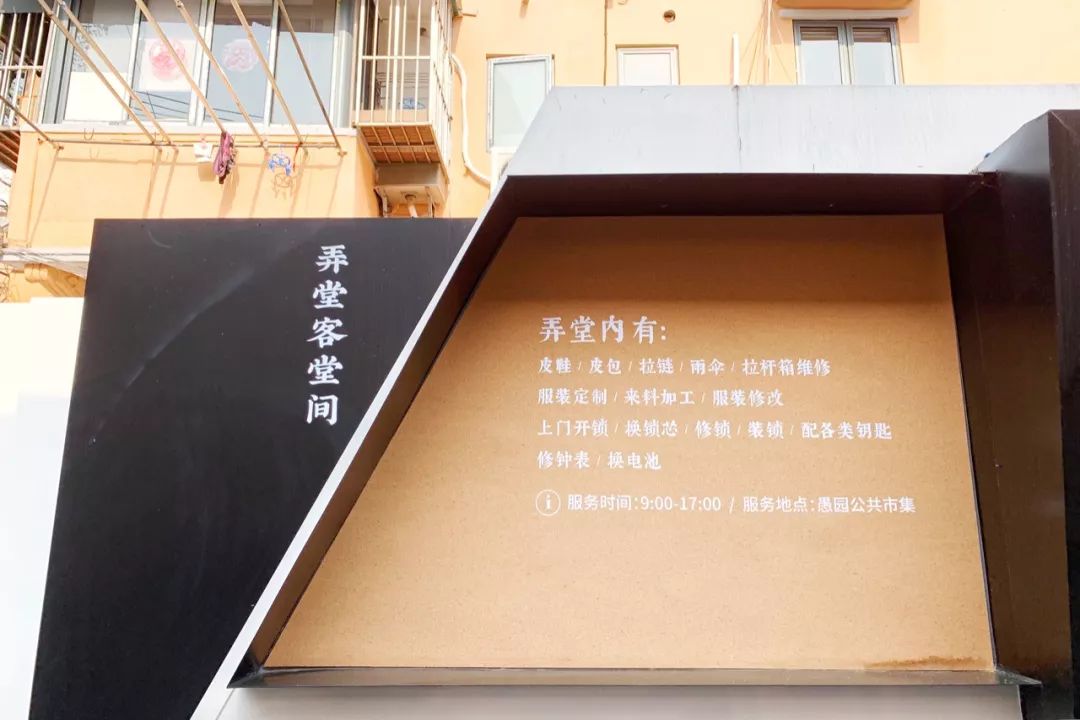 弄堂客堂间
弄堂内有:
皮鞋 / 皮包 / 拉链 / 雨伞 / 拉杆箱维修
服装定制 / 来料加工 / 服装修改
上门开锁 / 换锁芯 / 修锁 / 装锁 / 配各类钥匙
修钟表 / 换电池
i 服务时间:9:00-17:00 / 服务地点:愚园公共市集